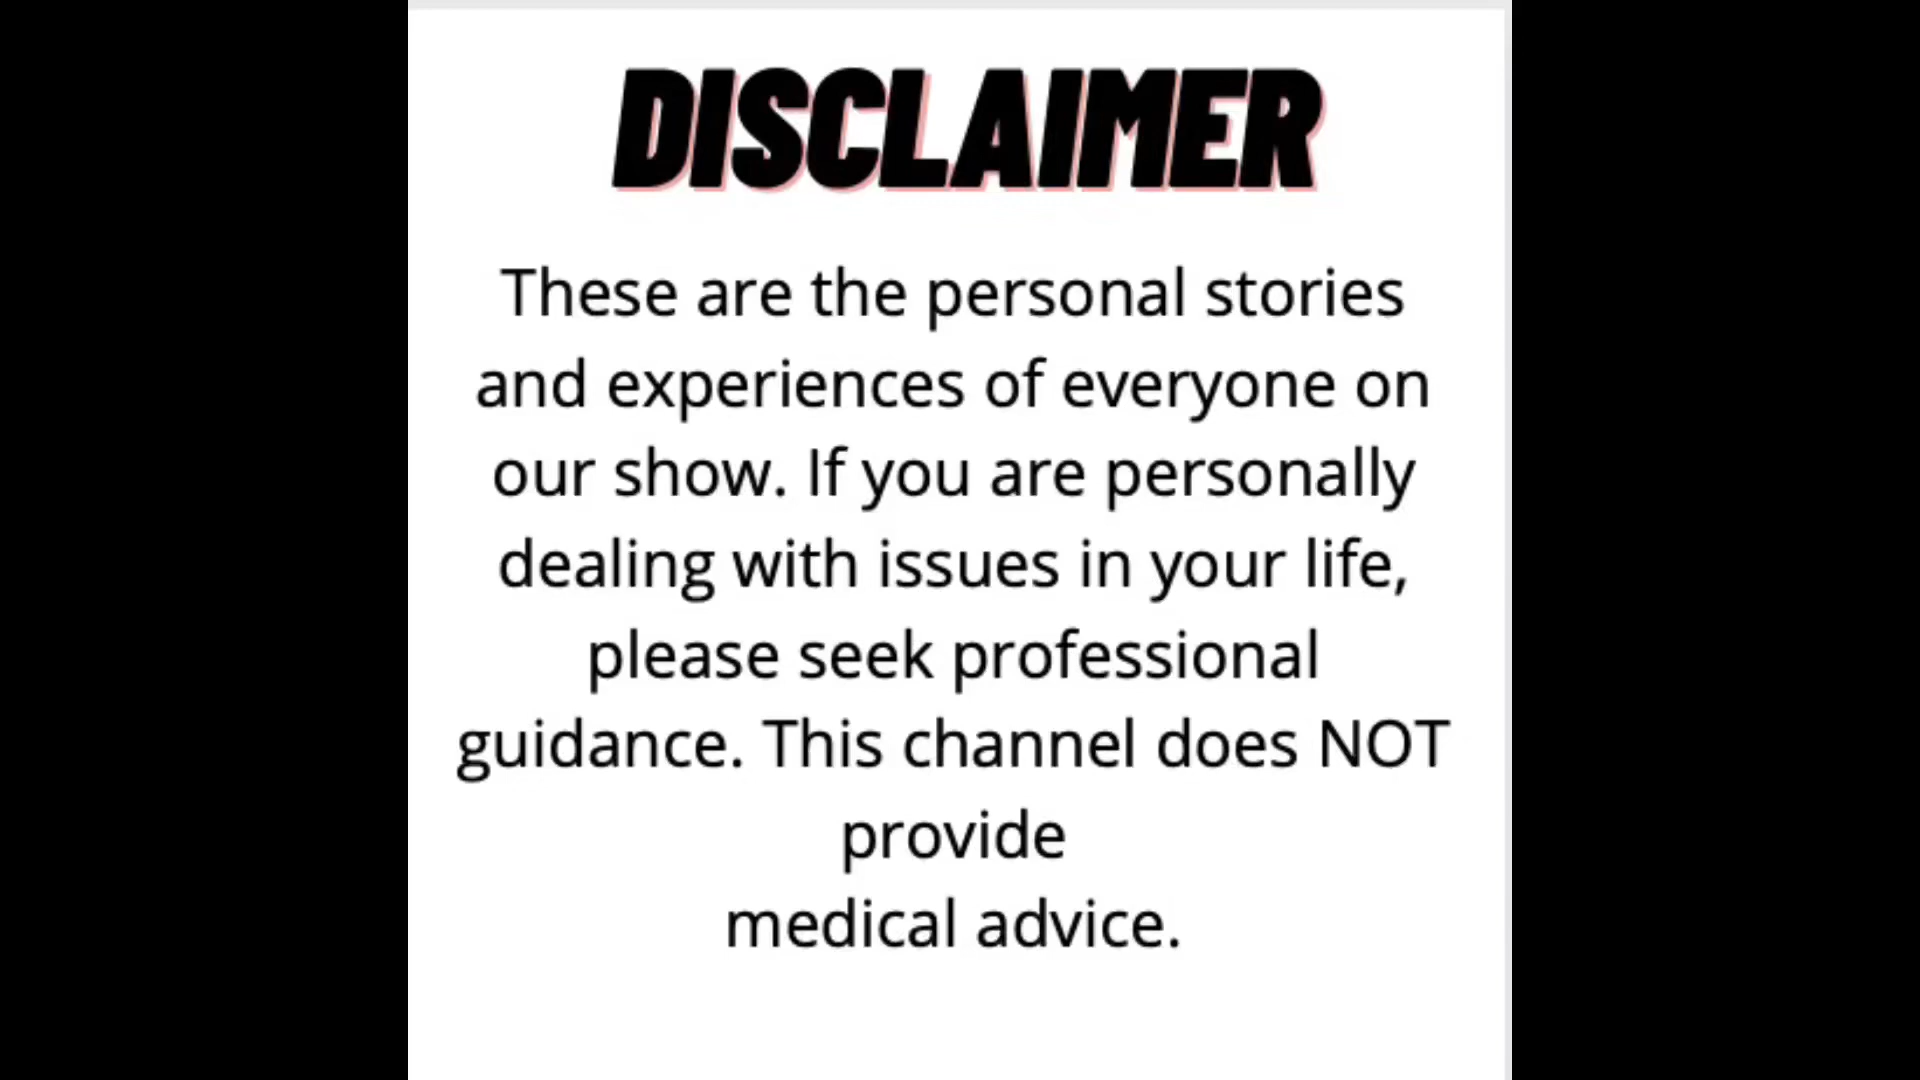 DISCLAIMER
These are the personal stories
and experiences of everyone on
our show. If you are personally
dealing with issues in your life,
please seek professional
guidance. This channel does NOT
provide
medical advice.